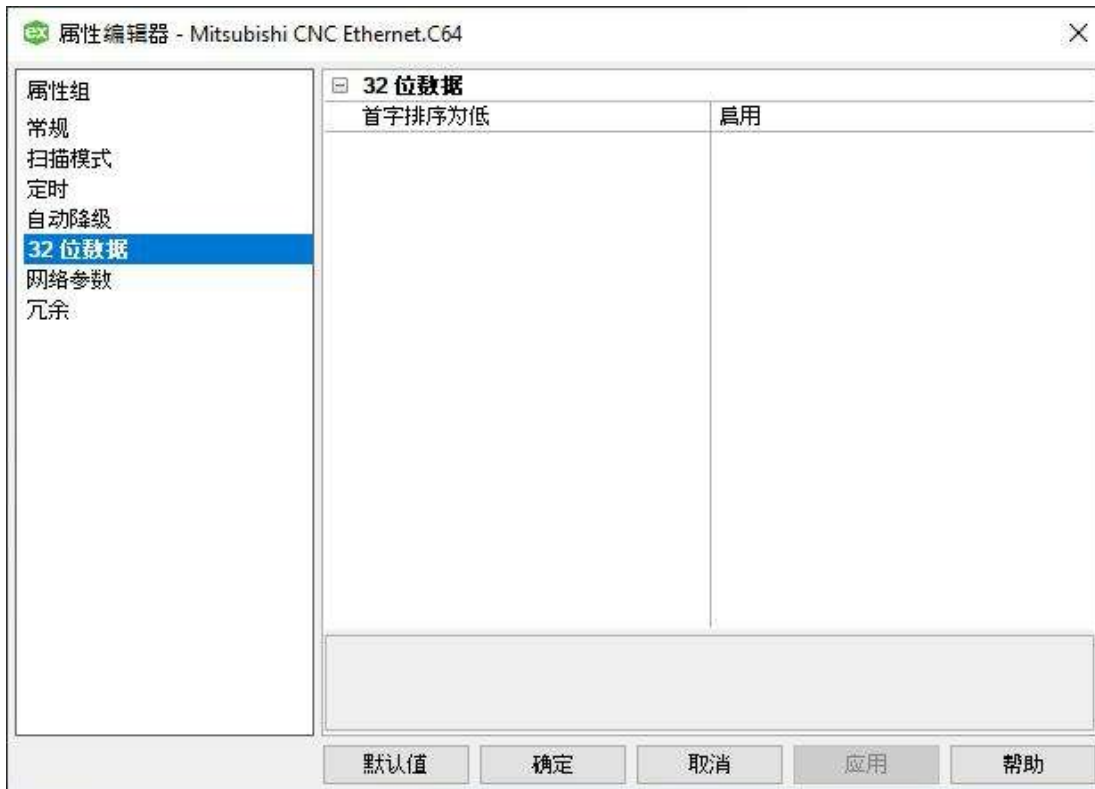 ex 属性编辑器 - Mitsubishi CNC Ethernet.C64
属性组
常规
扫描模式
定时
自动降级
32 位数据
网络参数
冗余
32 位数据
首字排序为低 启用
默认值 确定 取消 应用 帮助